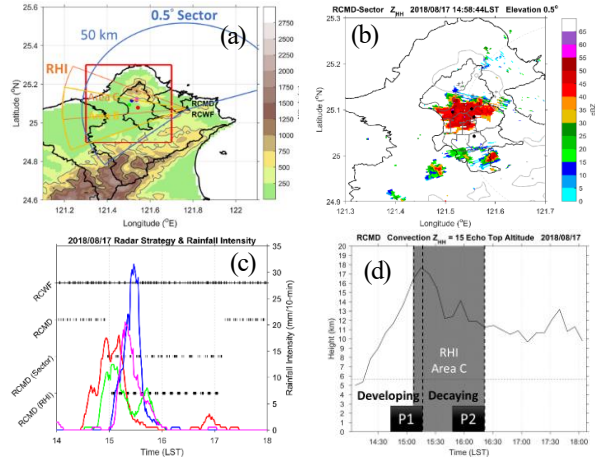 (a)
50 km
0.5° Sector
RHI
RCMD
RCWF
Latitude (°N)
25.6
25.4
25.2
25
24.8
24.6
121.2
121.4
121.6
121.8
122
122.1
Longitude (°E)
2750
2500
2250
2000
1750
1500
1250
1000
750
500
250
RCMD-Sector Z_HH 2018/08/17 14:58:44LST Elevation 0.5°
(b)
Latitude (°N)
25.2
25.1
25
24.9
121.3
121.4
121.5
121.6
121.7
Longitude (°E)
65
60
55
50
45
40
35
30
25
20
15
10
5
0
dBZ
2018/08/17 Radar Strategy & Rainfall Intensity
(c)
RCWF
RCMD
RCMD (Sector)
RCMD (RHI)
14
15
16
17
18
Time (LST)
35
30
25
20
15
10
5
0
Rainfall Intensity (mm/10-min)
RCMD Convection Z_HH = 15 Echo Top Altitude 2018/08/17
(d)
Height (km)
20
19
18
17
16
15
14
13
12
11
10
9
8
7
6
5
4
3
2
1
0
RHI
Area C
Developing
Decaying
P1
P2
14:30
15:00
15:30
16:00
16:30
17:00
17:30
18:00
Time (LST)